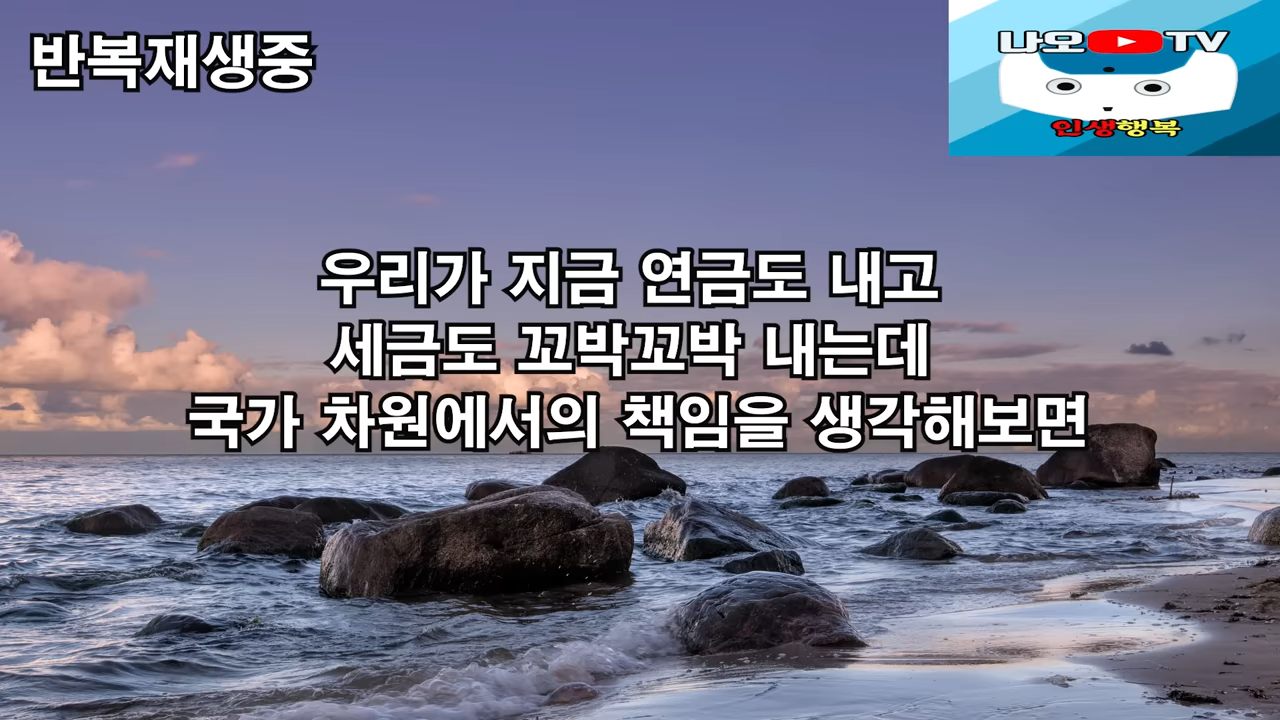 반복재생중
나오 TV
인생행복
우리가 지금 연금도 내고
세금도 꼬박꼬박 내는데
국가 차원에서의 책임을 생각해보면